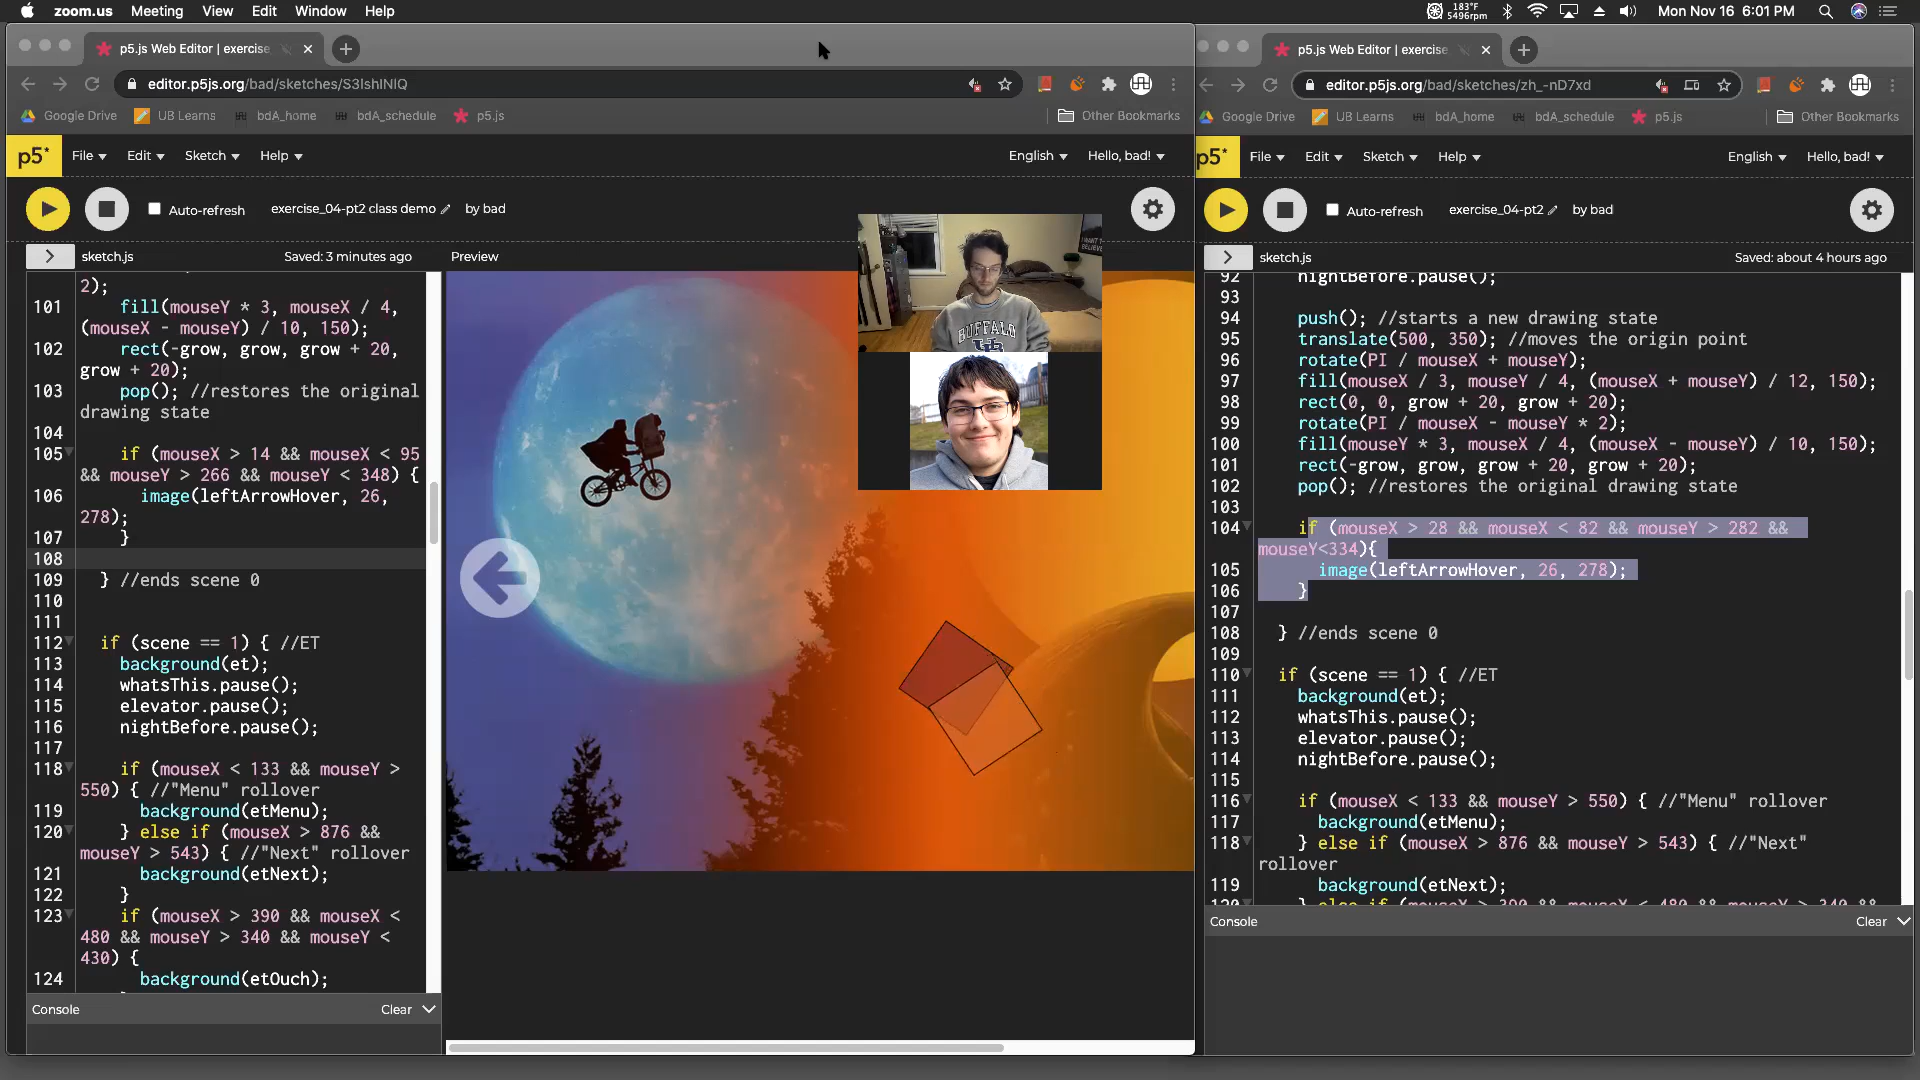 zoom.us Meeting View Edit Window Help
183°F
5496rpm
Mon Nov 16 6:01 PM
p5.js Web Editor | exercise
editor.p5js.org/bad/sketches/S3IshlNIQ
Google Drive UB Learns bdA_home bdA_schedule p5.js Other Bookmarks
p5* File Edit Sketch Help English Hello, bad!
Auto-refresh exercise_04-pt2 class demo by bad
sketch.js Saved: 3 minutes ago Preview
2);
101 fill(mouseY * 3, mouseX / 4,
(mouseX - mouseY) / 10, 150);
102 rect(-grow, grow, grow + 20,
grow + 20);
103 pop(); //restores the original
drawing state
104
105 if (mouseX > 14 && mouseX < 95
&& mouseY > 266 && mouseY < 348) {
106 image(leftArrowHover, 26,
278);
107 }
108
109 } //ends scene 0
110
111
112 if (scene == 1) { //ET
113 background(et);
114 whatsThis.pause();
115 elevator.pause();
116 nightBefore.pause();
117
118 if (mouseX < 133 && mouseY >
550) { //"Menu" rollover
119 background(etMenu);
120 } else if (mouseX > 876 &&
mouseY > 543) { //"Next" rollover
121 background(etNext);
122 }
123 if (mouseX > 390 && mouseX <
480 && mouseY > 340 && mouseY <
430) {
124 background(etOuch);
Console Clear
BUFFALO
p5.js Web Editor | exercise
editor.p5js.org/bad/sketches/zh_-nD7xd
Google Drive UB Learns bdA_home bdA_schedule p5.js Other Bookmarks
p5* File Edit Sketch Help English Hello, bad!
Auto-refresh exercise_04-pt2 by bad
sketch.js Saved: about 4 hours ago
92 nightBefore.pause();
93
94 push(); //starts a new drawing state
95 translate(500, 350); //moves the origin point
96 rotate(PI / mouseX + mouseY);
97 fill(mouseX / 3, mouseY / 4, (mouseX + mouseY) / 12, 150);
98 rect(0, 0, grow + 20, grow + 20);
99 rotate(PI / mouseX - mouseY * 2);
100 fill(mouseY * 3, mouseX / 4, (mouseX - mouseY) / 10, 150);
101 rect(-grow, grow, grow + 20, grow + 20);
102 pop(); //restores the original drawing state
103
104 if (mouseX > 28 && mouseX < 82 && mouseY > 282 &&
mouseY<334){
105 image(leftArrowHover, 26, 278);
106 }
107
108 } //ends scene 0
109
110 if (scene == 1) { //ET
111 background(et);
112 whatsThis.pause();
113 elevator.pause();
114 nightBefore.pause();
115
116 if (mouseX < 133 && mouseY > 550) { //"Menu" rollover
117 background(etMenu);
118 } else if (mouseX > 876 && mouseY > 543) { //"Next"
rollover
119 background(etNext);
120 } else if (mouseX > 390 && mouseX < 480 && mouseY > 340 &&
Console Clear